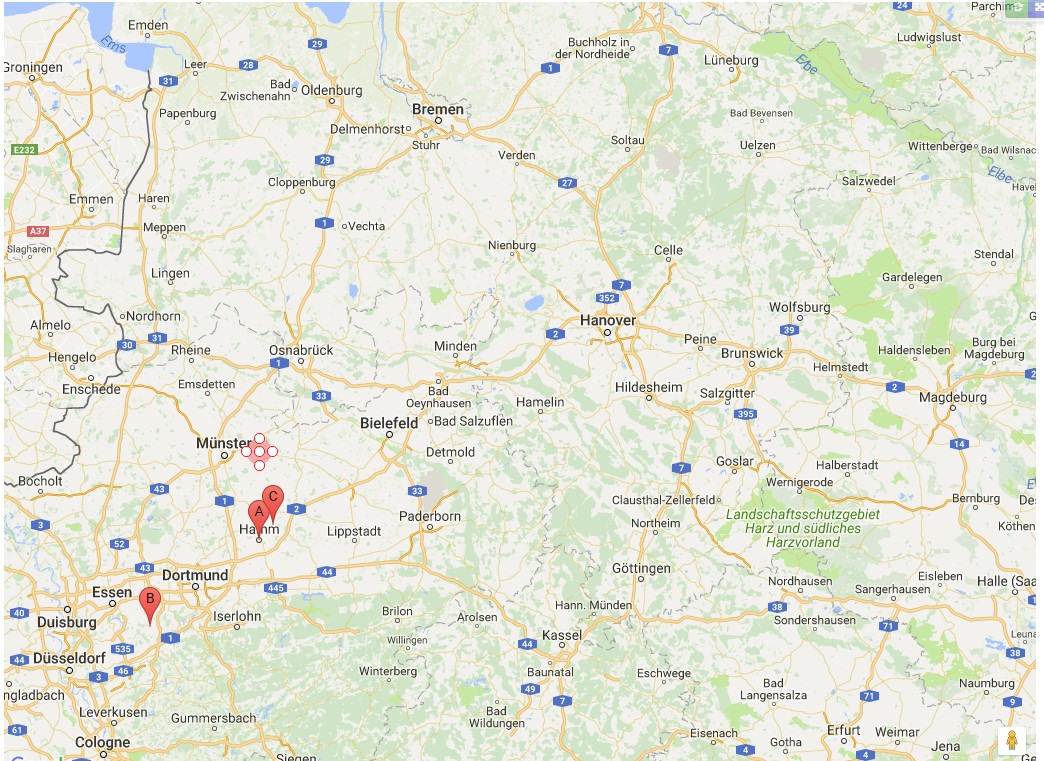 Emden
Ems
29
24
Parchim
Ludwigslust
Buchholz in
der Nordheide
7
Groningen
Leer
28
1
Lüneburg
Elbe
31
Bad
Zwischenahn
Oldenburg
Papenburg
Bremen
Bad Bevensen
Delmenhorst
Stuhr
Soltau
Uelzen
Wittenberge
Bad Wilsnac
E232
29
Verden
Elbe
Cloppenburg
27
Salzwedel
Have
Emmen
Haren
A37
Meppen
1
Vechta
Slagharen
Nienburg
Celle
Stendal
Lingen
Gardelegen
7
352
Nordhorn
Almelo
Hanover
Wolfsburg
G
30
31
2
39
Rheine
Osnabrück
Minden
Peine
Brunswick
Haldensleben
Burg bei
Magdeburg
Hengelo
1
Helmstedt
2
Enschede
Emsdetten
33
Bad
Oeynhausen
Hildesheim
Salzgitter
2
Magdeburg
Hamelin
395
Bielefeld
Bad Salzuflen
Münster
14
Detmold
Goslar
Halberstadt
7
Bocholt
Wernigerode
43
33
Clausthal-Zellerfeld
Bernburg
De
1
C
2
A
Paderborn
Landschaftsschutzgebiet
Harz und südliches
Harzvorland
3
Hamm
Lippstadt
Northeim
Köthen
52
43
44
Göttingen
Dortmund
445
Nordhausen
Eisleben
Halle (Saa
Essen
Sangerhausen
B
40
Duisburg
Iserlohn
Brilon
Arolsen
Hann. Münden
38
Sondershausen
1
71
Leuna
1
535
Willingen
44
Kassel
38
44
Düsseldorf
46
3
Winterberg
Baunatal
Eschwege
ngladbach
49
7
Bad
Langensalza
71
Naumburg
9
Leverkusen
Gummersbach
Bad
Wildungen
61
Cologne
Eisenach
4
Gotha
Erfurt
Weimar
4
Jena
Siegen
Ge